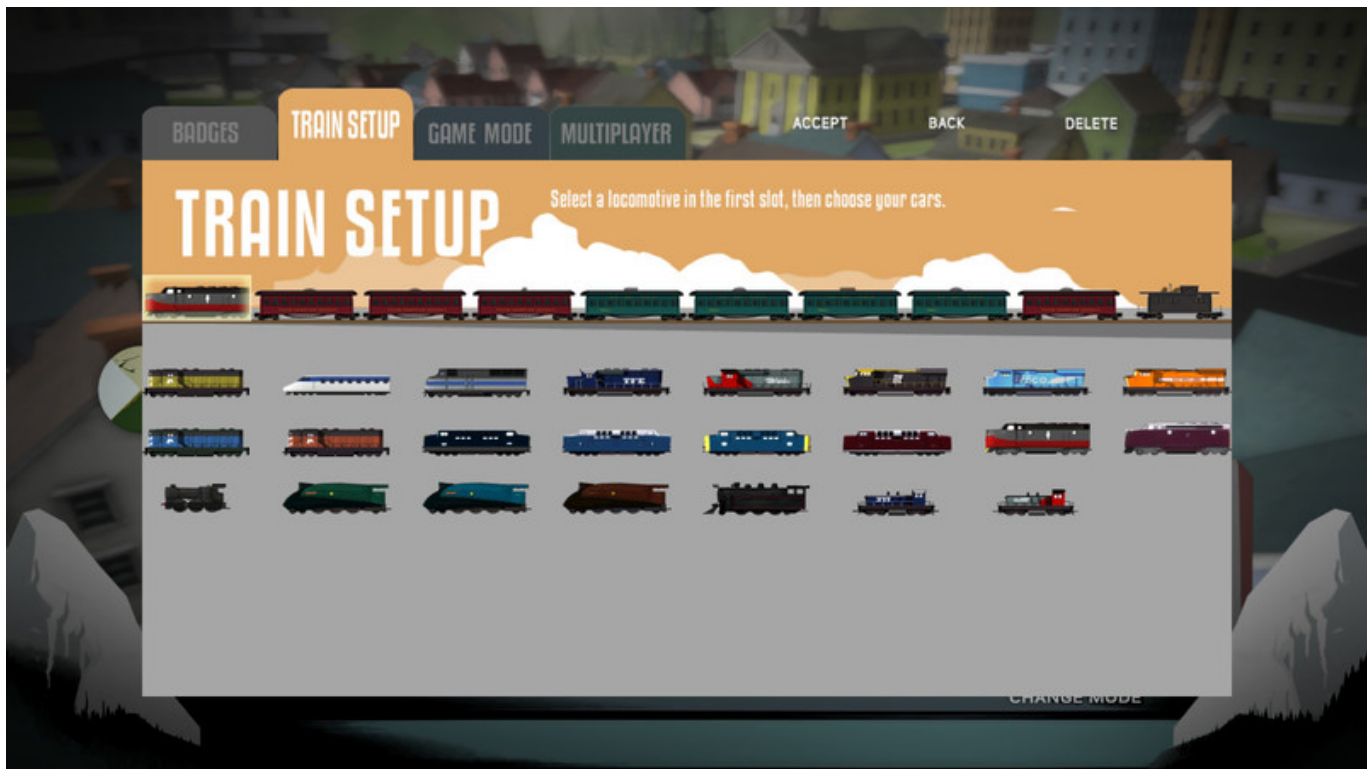 BADGES
TRAIN SETUP
GAME MODE
MULTIPLAYER
ACCEPT
BACK
DELETE
TRAIN SETUP
Select a locomotive in the first slot, then choose your cars.
CHANGE MODE